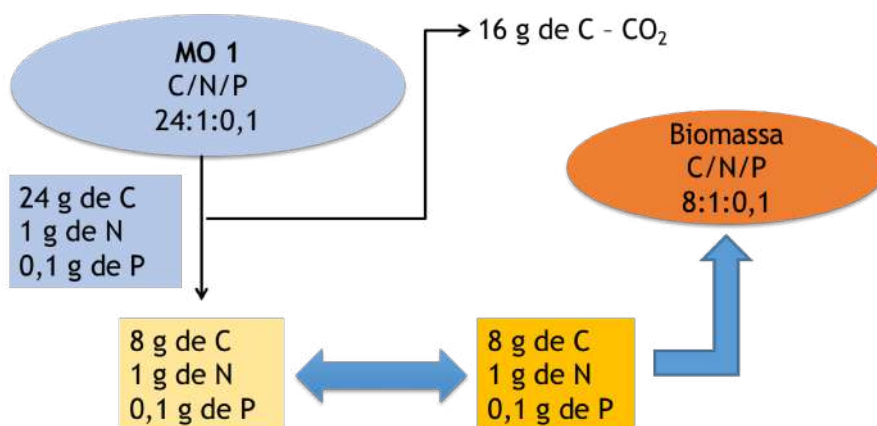 MO 1
C/N/P
24:1:0,1
16 g de C – CO₂
Biomassa
C/N/P
8:1:0,1
24 g de C
1 g de N
0,1 g de P
8 g de C
1 g de N
0,1 g de P
8 g de C
1 g de N
0,1 g de P